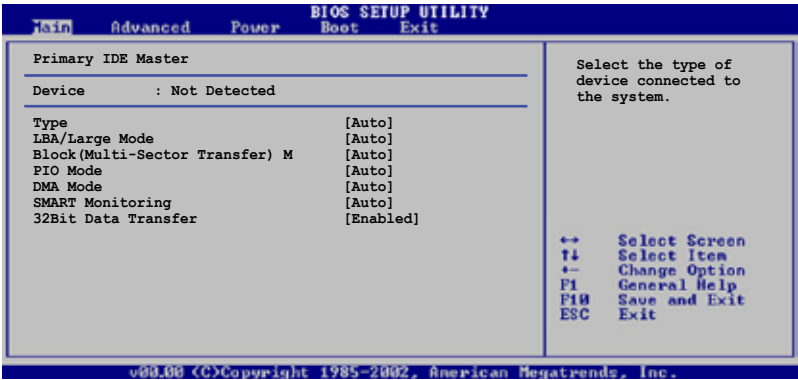 BIOS SETUP UTILITY
Main Advanced Power Boot Exit
Primary IDE Master
Device : Not Detected
Type [Auto]
LBA/Large Mode [Auto]
Block(Multi-Sector Transfer) M [Auto]
PIO Mode [Auto]
DMA Mode [Auto]
SMART Monitoring [Auto]
32Bit Data Transfer [Enabled]
Select the type of
device connected to
the system.
←→ Select Screen
↑↓ Select Item
+- Change Option
F1 General Help
F10 Save and Exit
ESC Exit
v00.00 (C)Copyright 1985-2002, American Megatrends, Inc.